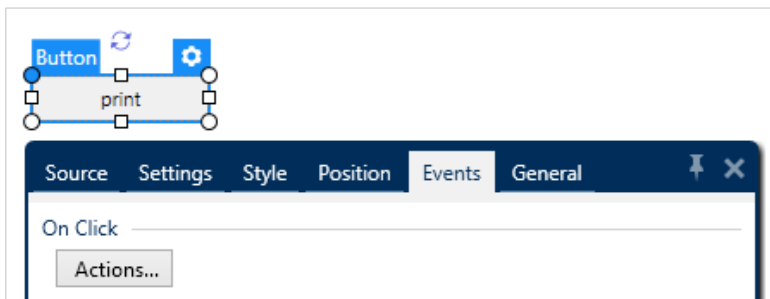 Button
print
Source Settings Style Position Events General
On Click
Actions...